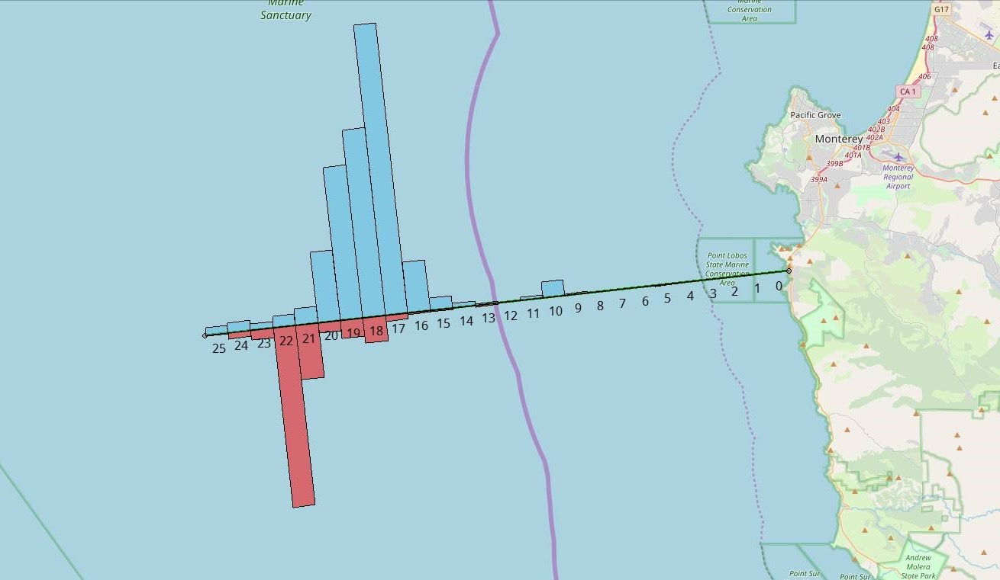 Marine
Sanctuary
Marine
Conservation
Area
G17
408
408
Ea
406
CA 1
404
Pacific Grove
403
402B
Monterey
402A
401B
401A
399B
399A
Monterey
Regional
Airport
Point Lobos
State Marine
Conservation
Area
25
24
23
22
21
20
19
18
17
16
15
14
13
12
11
10
9
8
7
6
5
4
3
2
1
0
Andrew
Molera
State Park
Point Sur
Point Sur